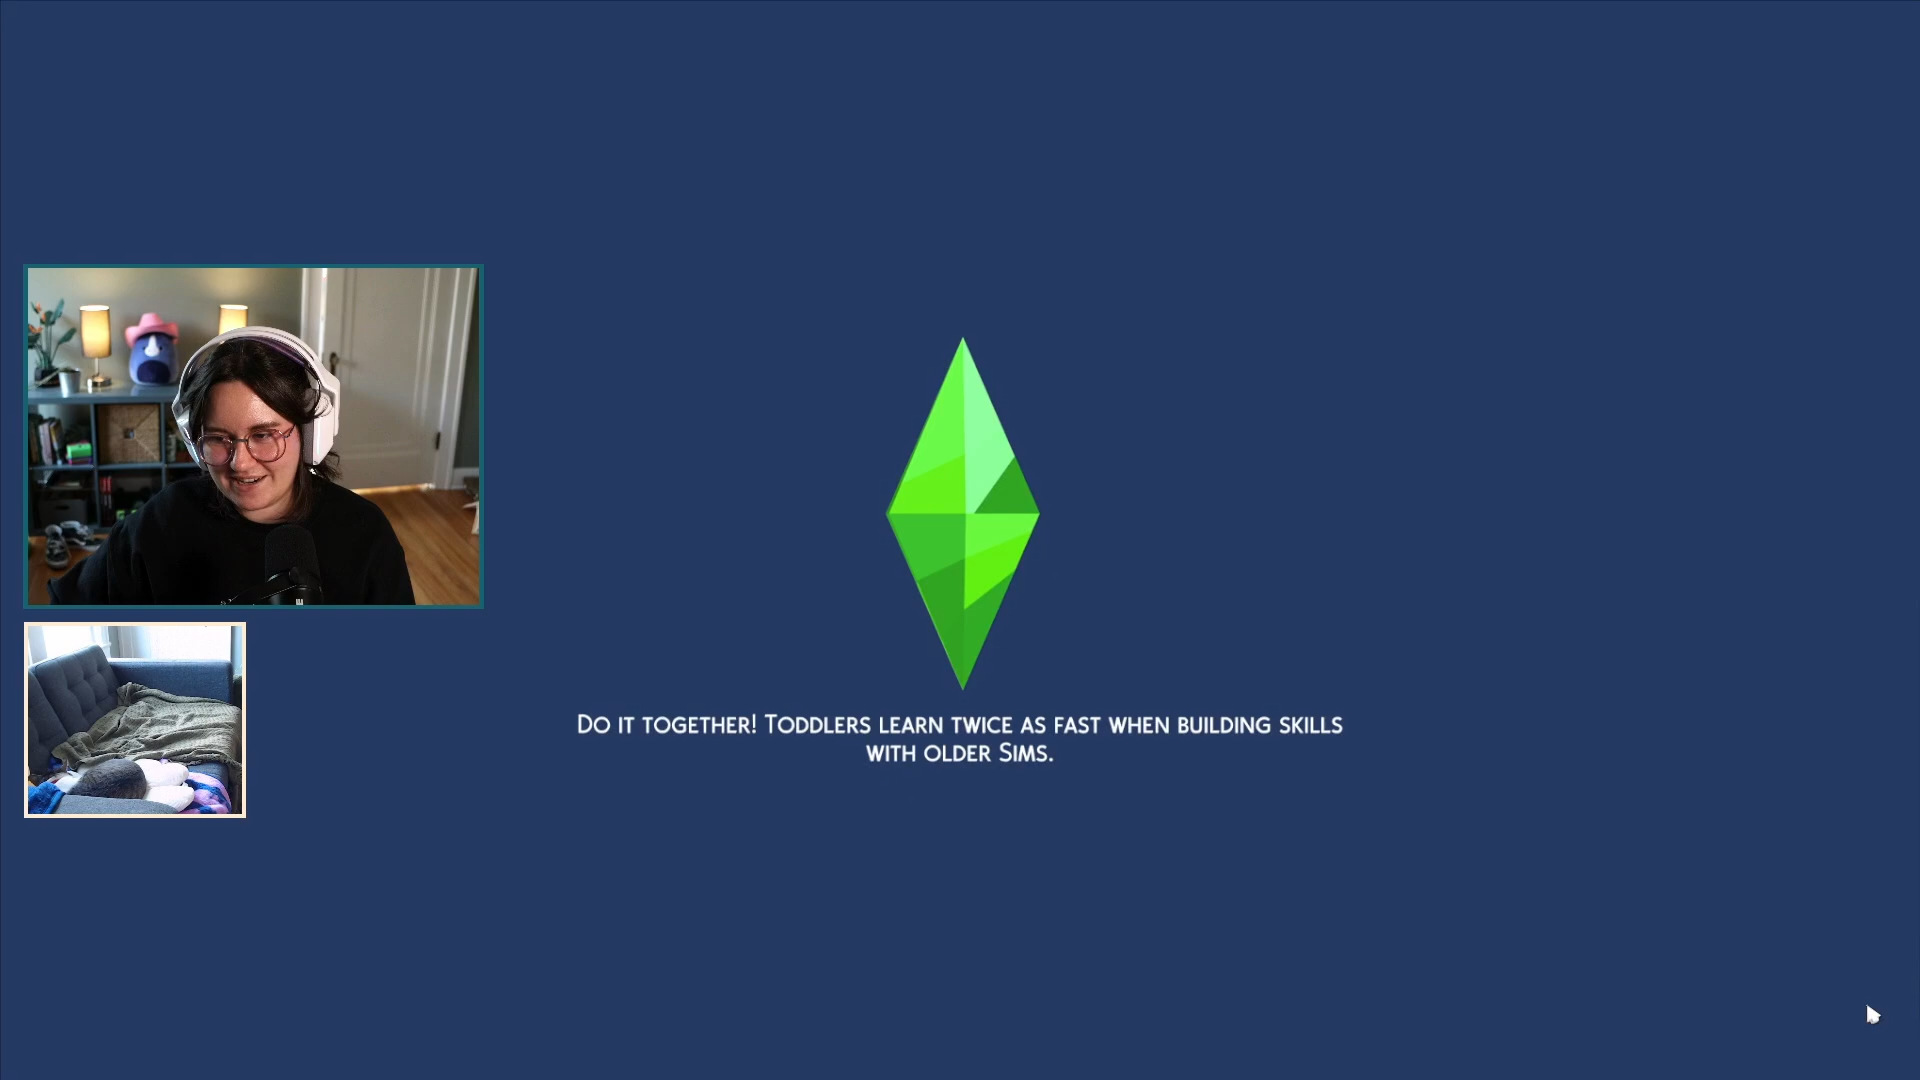 Do it together! Toddlers learn twice as fast when building skills
with older Sims.